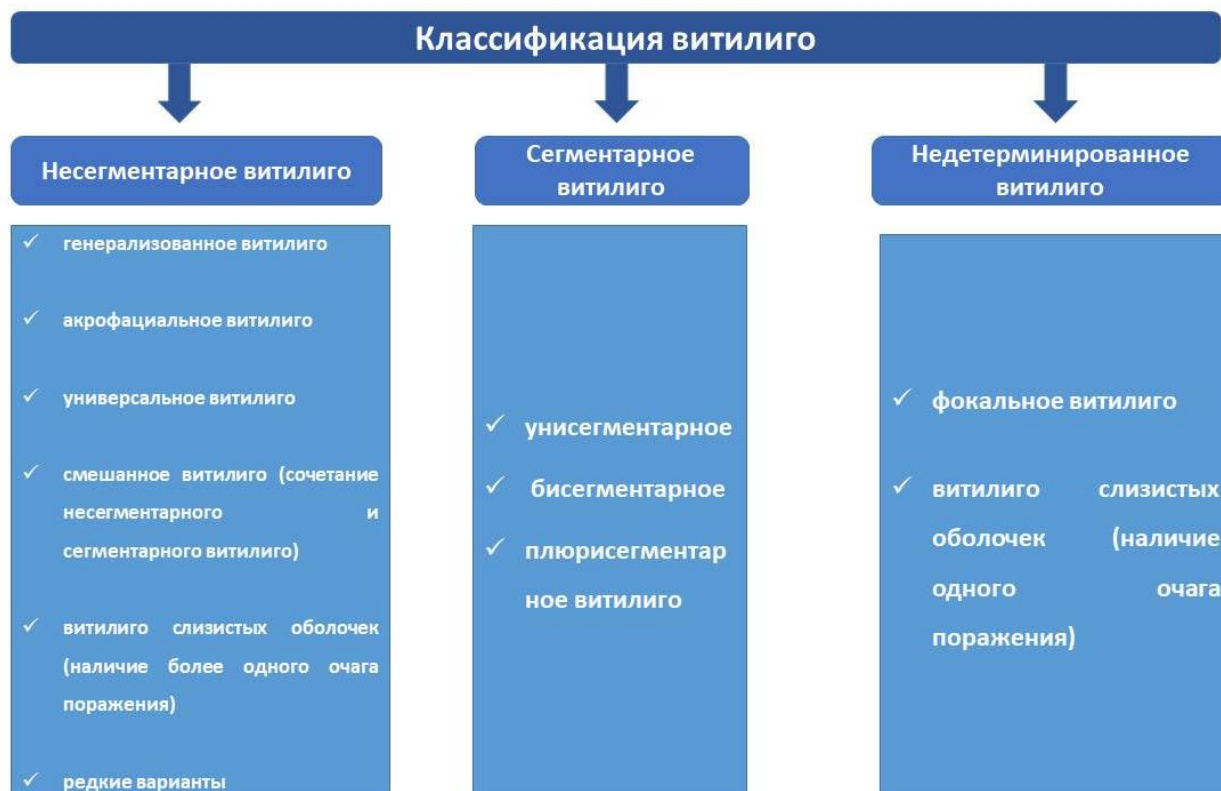 Классификация витилиго
Несегментарное витилиго
генерализованное витилиго
акрофациальное витилиго
универсальное витилиго
смешанное витилиго (сочетание
несегментарного и
сегментарного витилиго)
витилиго слизистых оболочек
(наличие более одного очага
поражения)
редкие варианты
Сегментарное
витилиго
унисегментарное
бисегментарное
плюрисегментар
ное витилиго
Недетерминированное
витилиго
фокальное витилиго
витилиго слизистых
оболочек (наличие
одного очага
поражения)